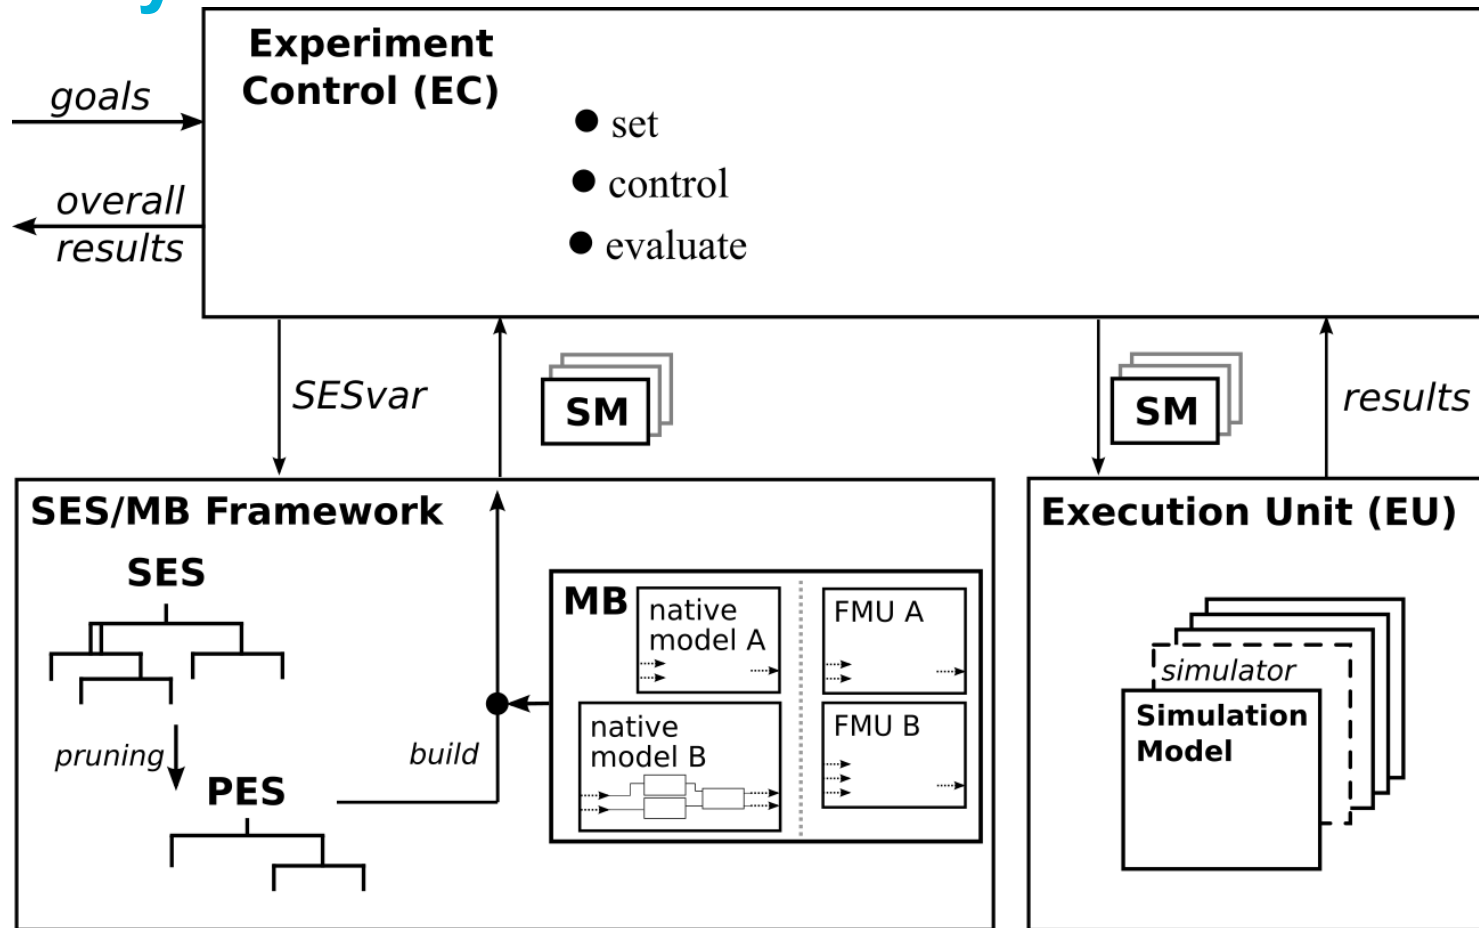 Experiment
Control (EC)
goals
● set
● control
● evaluate
overall
results
SESvar
SM
SM
results
SES/MB Framework
SES
pruning
PES
build
MB
native
model A
FMU A
native
model B
FMU B
Execution Unit (EU)
simulator
Simulation
Model